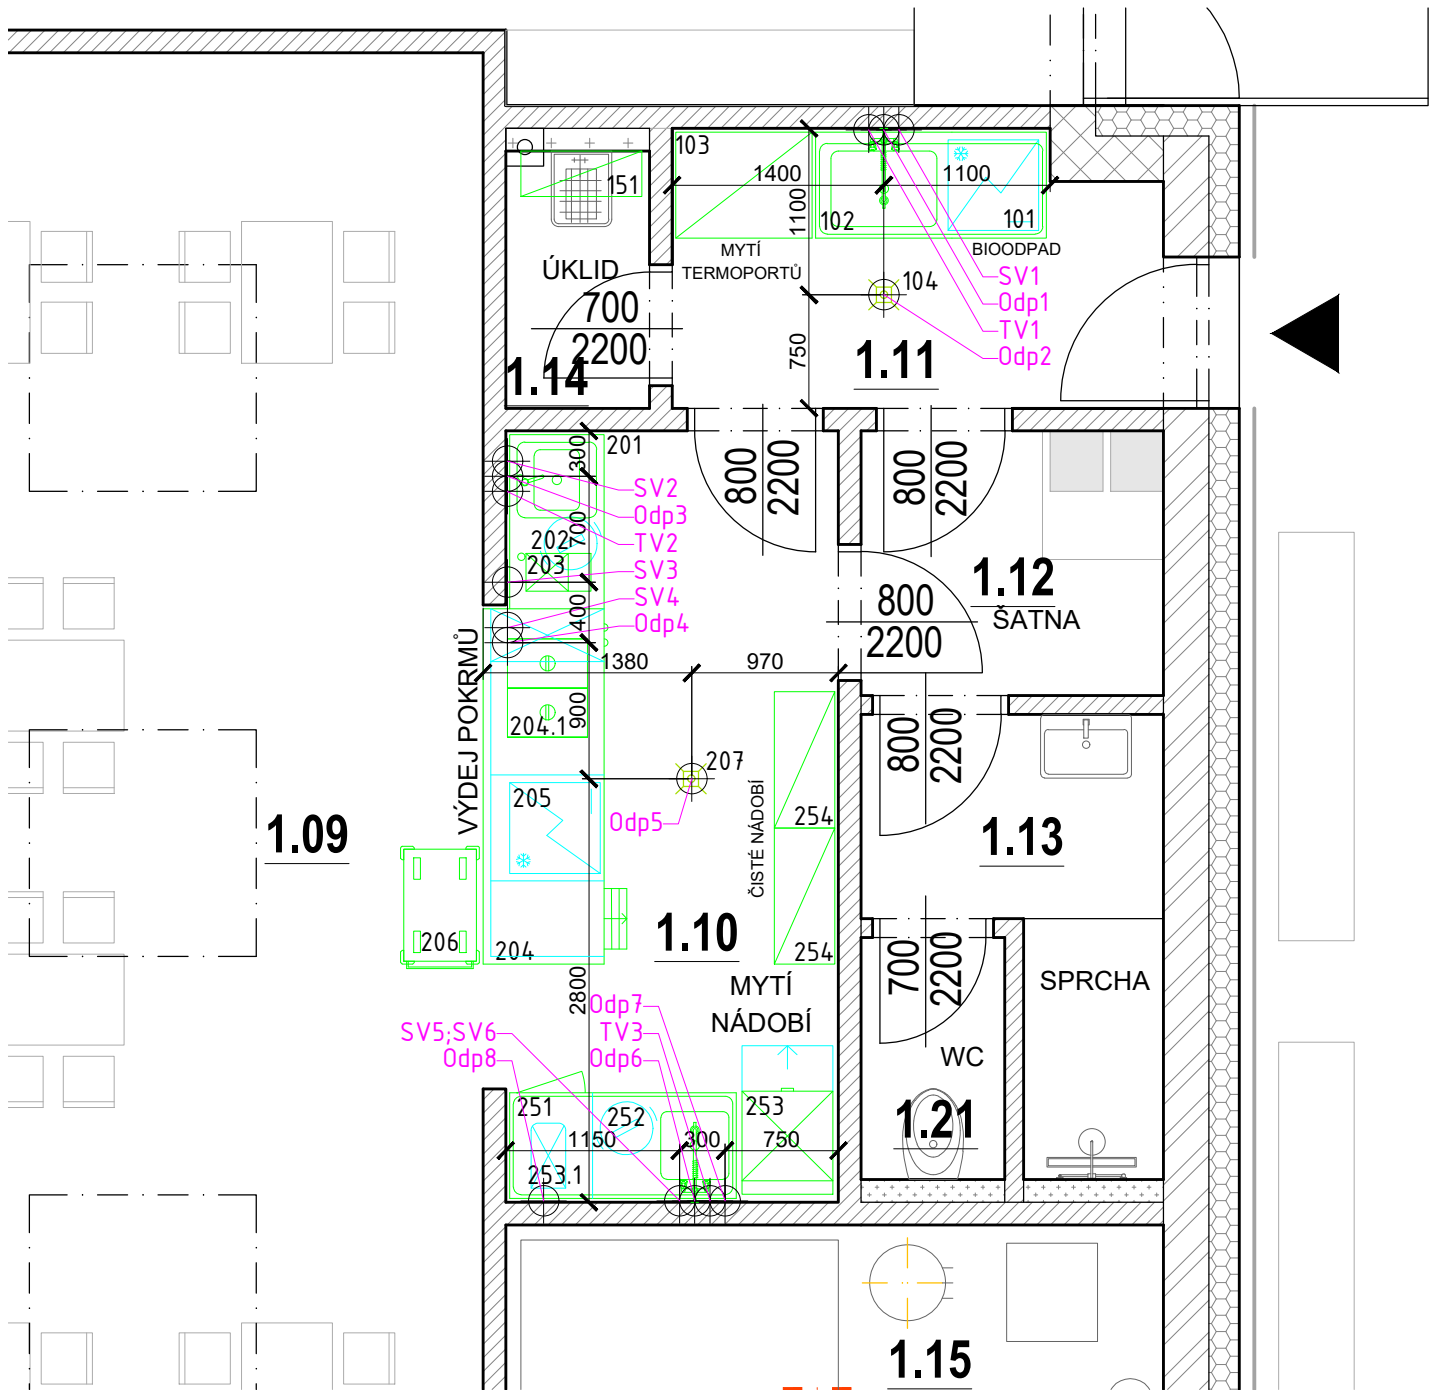 103
151
1400
1100
1100
102
101
ÚKLID
MYTÍ
TERMOPORTŮ
BIOODPAD
104
SV1
Odp1
TV1
Odp2
700
2200
750
1.11
1.14
300
201
800
2200
800
2200
SV2
Odp3
TV2
SV3
SV4
Odp4
700
202
203
400
800
2200
1.12
ŠATNA
1380
970
VÝDEJ POKRMŮ
204.1
900
800
2200
207
205
Odp5
ČISTÉ NÁDOBÍ
254
1.09
1.13
206
204
1.10
254
700
2200
SPRCHA
2800
MYTÍ
NÁDOBÍ
Odp7
SV5;SV6
TV3
Odp8
Odp6
WC
251
252
253
1.21
1150
300
750
253.1
1.15